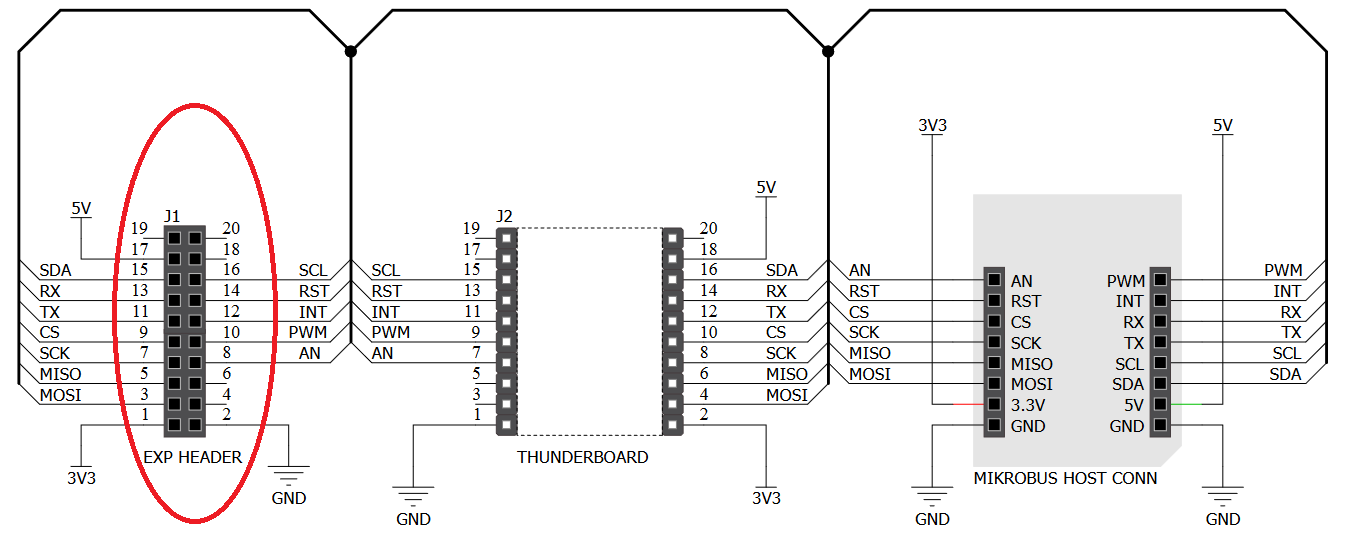 3V3
5V
5V
5V
J1
J2
19 20
17 18
SDA 15 16 SCL
RX 13 14 RST
TX 11 12 INT
CS 9 10 PWM
SCK 7 8 AN
MISO 5 6
MOSI 3 4
1 2
EXP HEADER
3V3
GND
19 20
17 18
SCL 15 16 SDA
RST 13 14 RX
INT 11 12 TX
PWM 9 10 CS
AN 7 8 SCK
5 6 MISO
3 4 MOSI
1 2
THUNDERBOARD
GND
3V3
AN AN PWM PWM
RST RST INT INT
CS CS RX RX
SCK SCK TX TX
MISO MISO SCL SCL
MOSI MOSI SDA SDA
3.3V 5V
GND GND
MIKROBUS HOST CONN
GND
GND